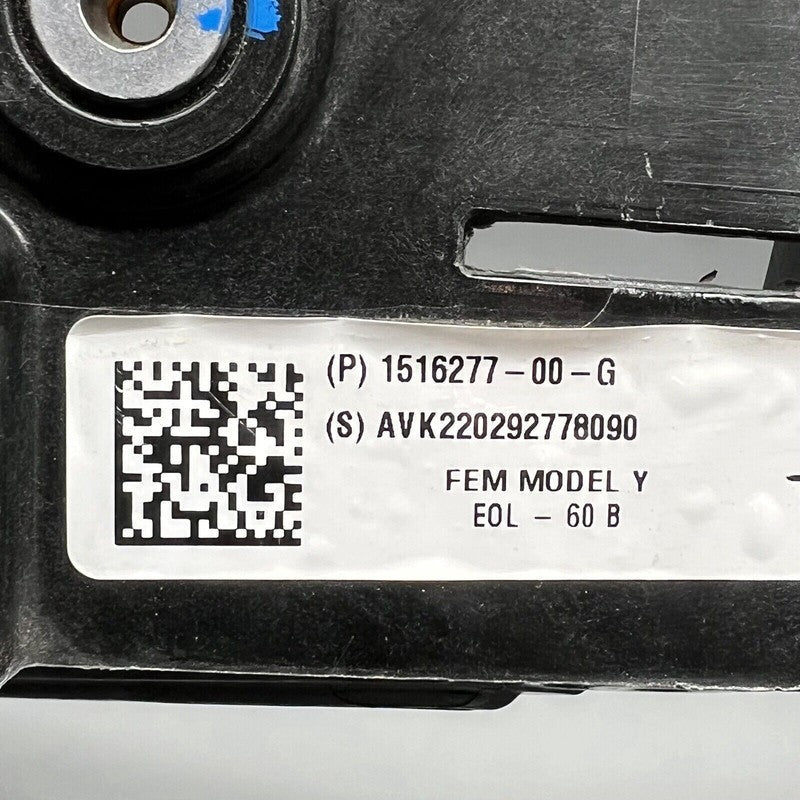 (P) 1516277-00-G
(S) AVK220292778090
FEM MODEL Y
EOL - 60 B